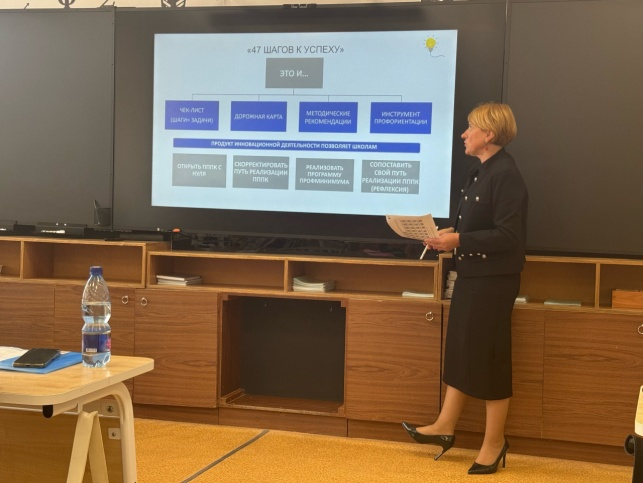 «47 ШАГОВ К УСПЕХУ»
ЭТО И...
ЧЕК-ЛИСТ
(ШАГИ= ЗАДАЧИ)
ДОРОЖНАЯ КАРТА
МЕТОДИЧЕСКИЕ
РЕКОМЕНДАЦИИ
ИНСТРУМЕНТ
ПРОФОРИЕНТАЦИИ
ПРОДУКТ ИННОВАЦИОННОЙ ДЕЯТЕЛЬНОСТИ ПОЗВОЛЯЕТ ШКОЛАМ
ОТКРЫТЬ ПППК С
НУЛЯ
СКОРРЕКТИРОВАТЬ
ПУТЬ РЕАЛИЗАЦИИ
ПППК
РЕАЛИЗОВАТЬ
ПРОГРАММУ
ПРОФМИНИМУМА
СОПОСТАВИТЬ
СВОЙ ПУТЬ
РЕАЛИЗАЦИИ ПППК
(РЕФЛЕКСИЯ)